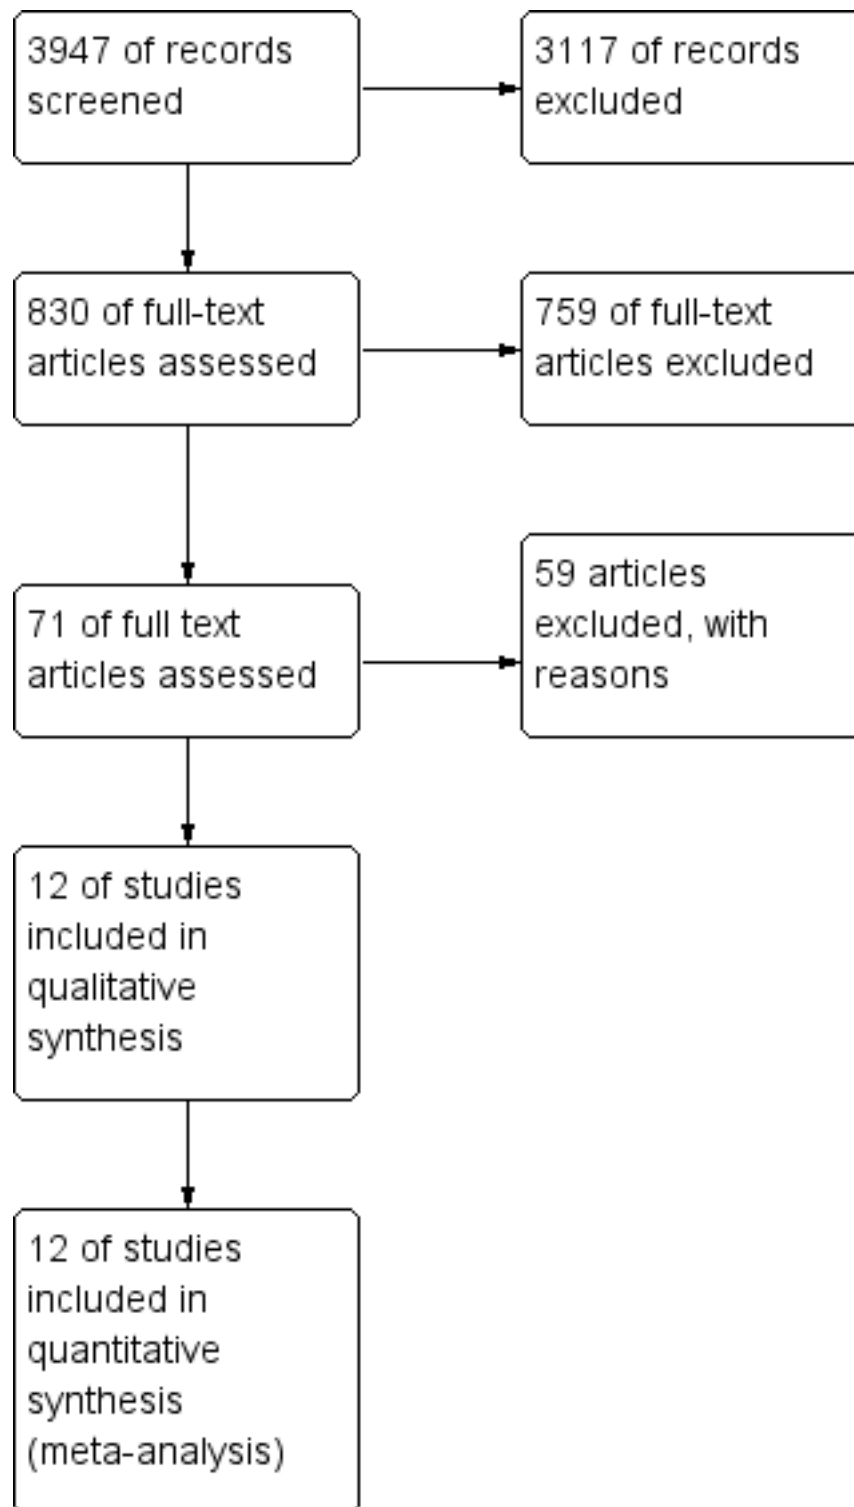 3947 of records
screened
3117 of records
excluded
830 of full-text
articles assessed
759 of full-text
articles excluded
71 of full text
articles assessed
59 articles
excluded, with
reasons
12 of studies
included in
qualitative
synthesis
12 of studies
included in
quantitative
synthesis
(meta-analysis)